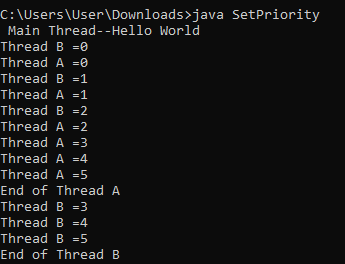 C:\Users\User\Downloads>java SetPriority
 Main Thread--Hello World
Thread B =0
Thread A =0
Thread B =1
Thread A =1
Thread B =2
Thread A =2
Thread A =3
Thread A =4
Thread A =5
End of Thread A
Thread B =3
Thread B =4
Thread B =5
End of Thread B